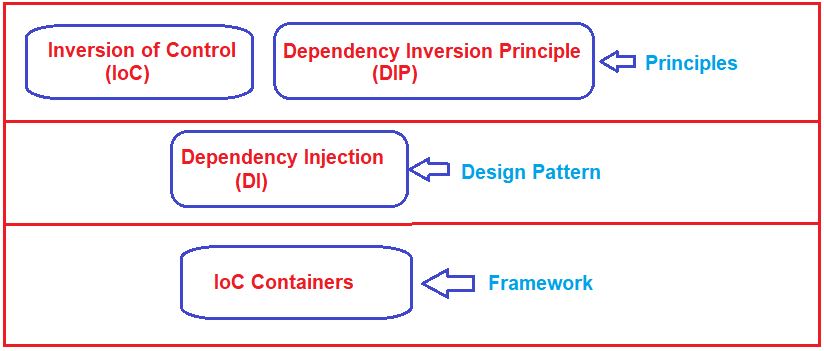 Inversion of Control
(IoC)
Dependency Inversion Principle
(DIP)
Principles
Dependency Injection
(DI)
Design Pattern
IoC Containers
Framework